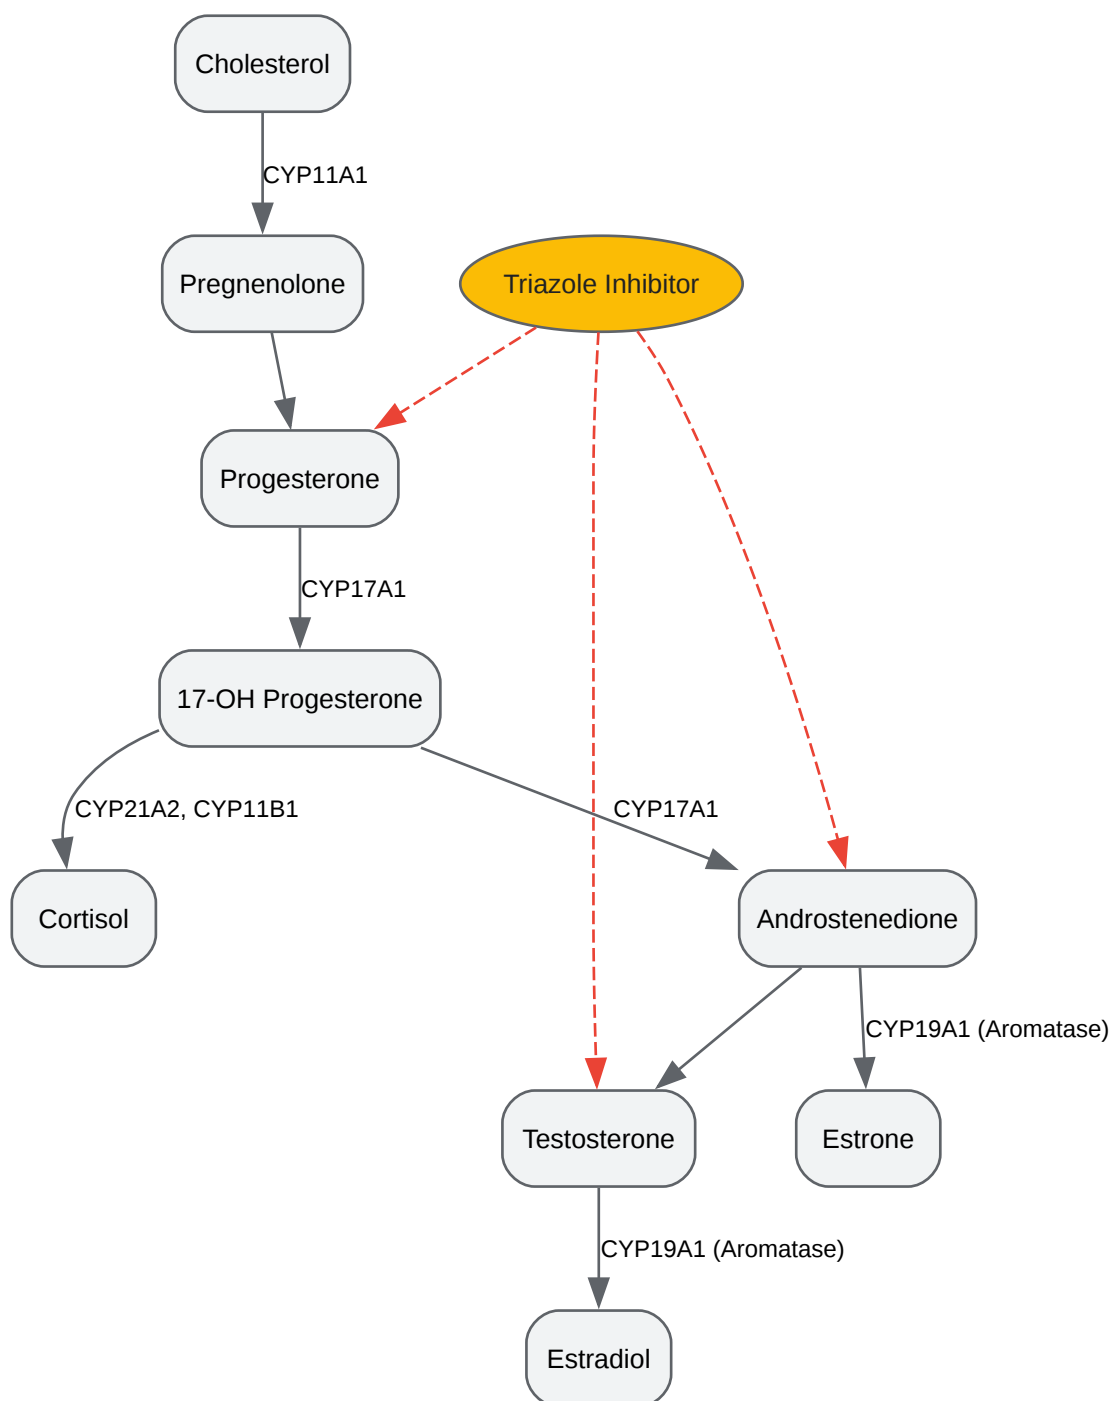 Cholesterol
CYP11A1
Pregnenolone
Triazole Inhibitor
Progesterone
CYP17A1
17-OH Progesterone
CYP21A2, CYP11B1
CYP17A1
Cortisol
Androstenedione
CYP19A1 (Aromatase)
Testosterone
Estrone
CYP19A1 (Aromatase)
Estradiol